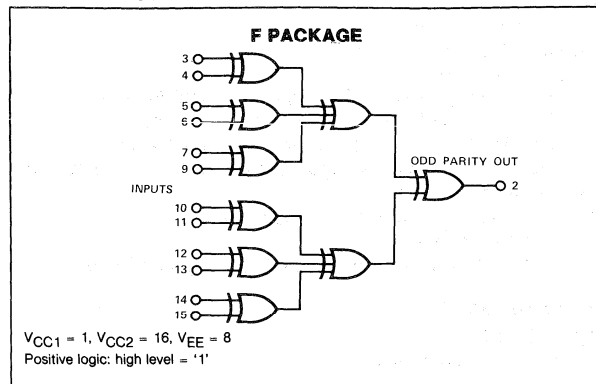 F PACKAGE
3
4
5
6
7
9
ODD PARITY OUT
2
INPUTS
10
11
12
13
14
15
VCC1 = 1, VCC2 = 16, VEE = 8
Positive logic: high level = '1'